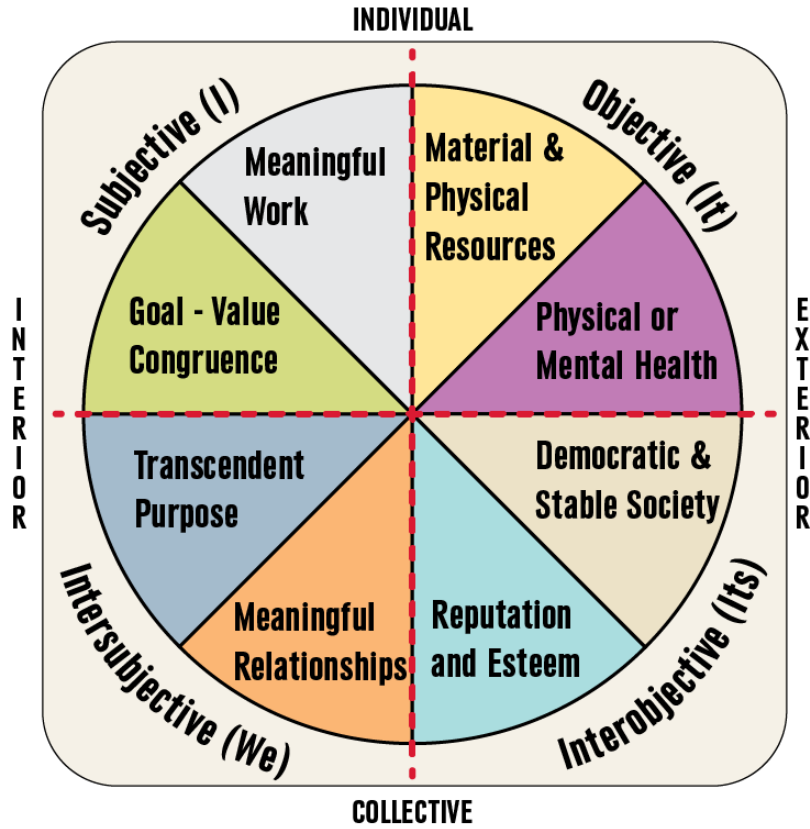 INDIVIDUAL
Subjective (I)
Objective (It)
Meaningful
Work
Material &
Physical
Resources
Goal - Value
Congruence
Physical or
Mental Health
INTERIOR
EXTERIOR
Transcendent
Purpose
Democratic &
Stable Society
Meaningful
Relationships
Reputation
and Esteem
Intersubjective (We)
Interobjective (Its)
COLLECTIVE